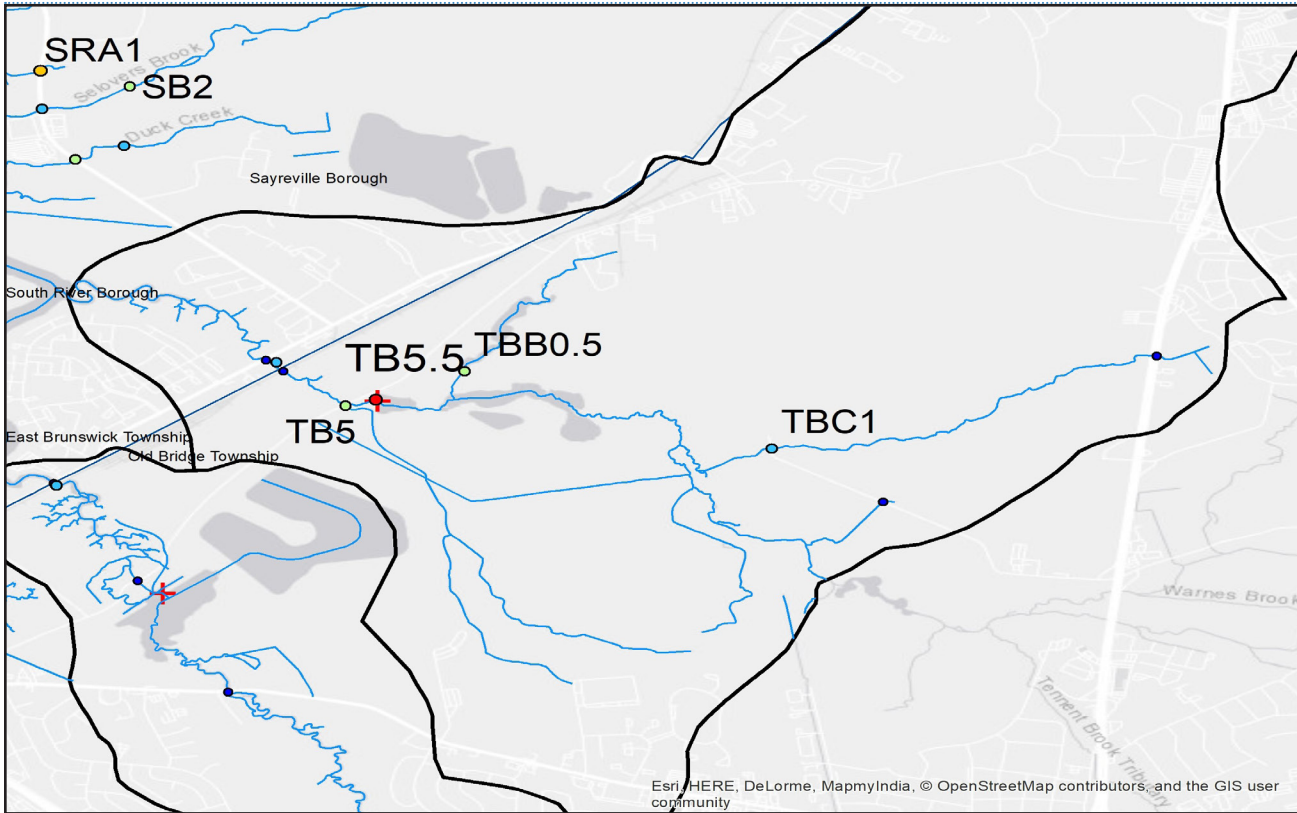 SRA1
Selovers Brook
SB2
Duck Creek
Sayreville Borough
South River Borough
TB5.5
TBB0.5
TB5
TBC1
East Brunswick Township
Old Bridge Township
Warnes Brook
Tennent Brook Tributary
Esri, HERE, DeLorme, MapmyIndia, © OpenStreetMap contributors, and the GIS user
community